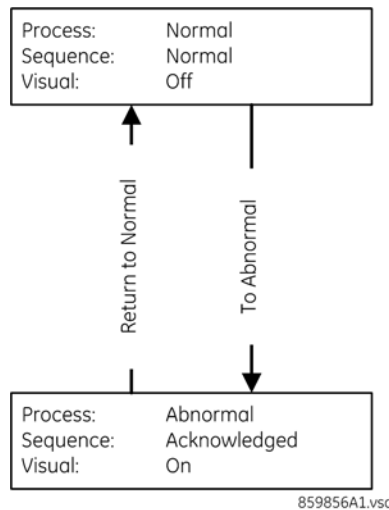 Process: Normal
Sequence: Normal
Visual: Off
Return to Normal
To Abnormal
Process: Abnormal
Sequence: Acknowledged
Visual: On
859856A1.vsd